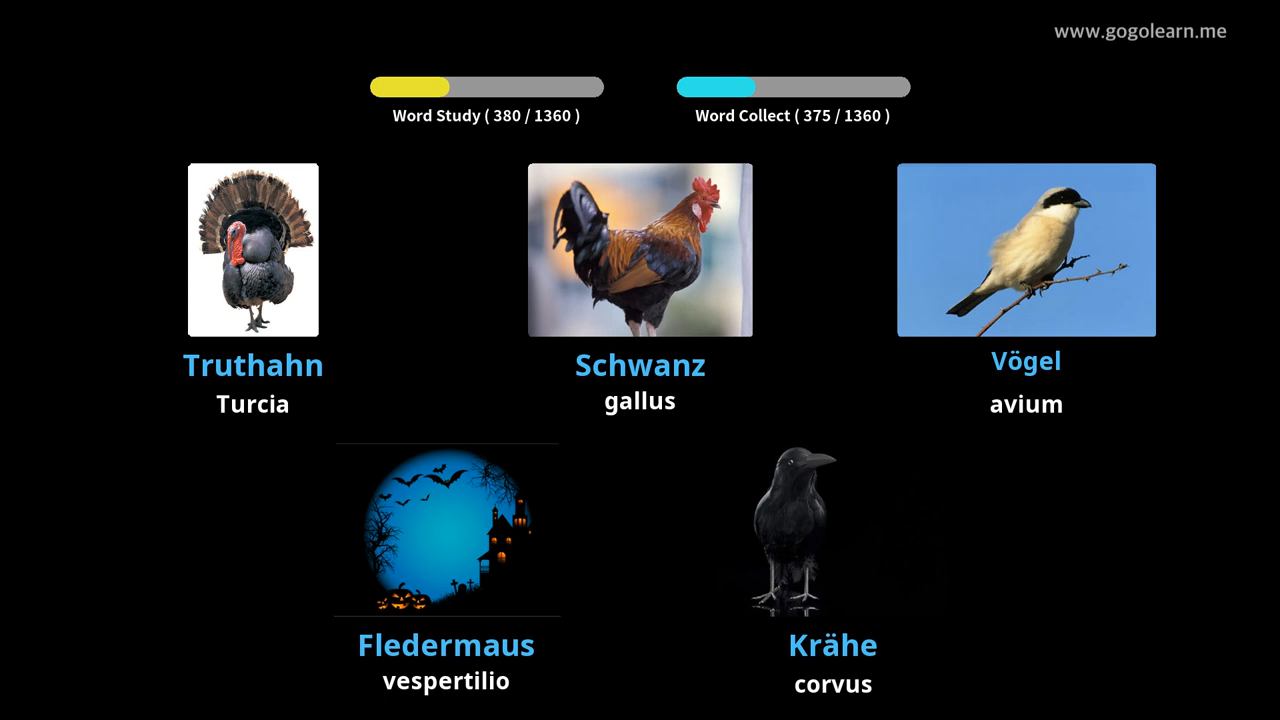 www.gogolearn.me
Word Study ( 380 / 1360 )
Word Collect ( 375 / 1360 )
Truthahn
Turcia
Schwanz
gallus
Vögel
avium
Fledermaus
vespertilio
Krähe
corvus